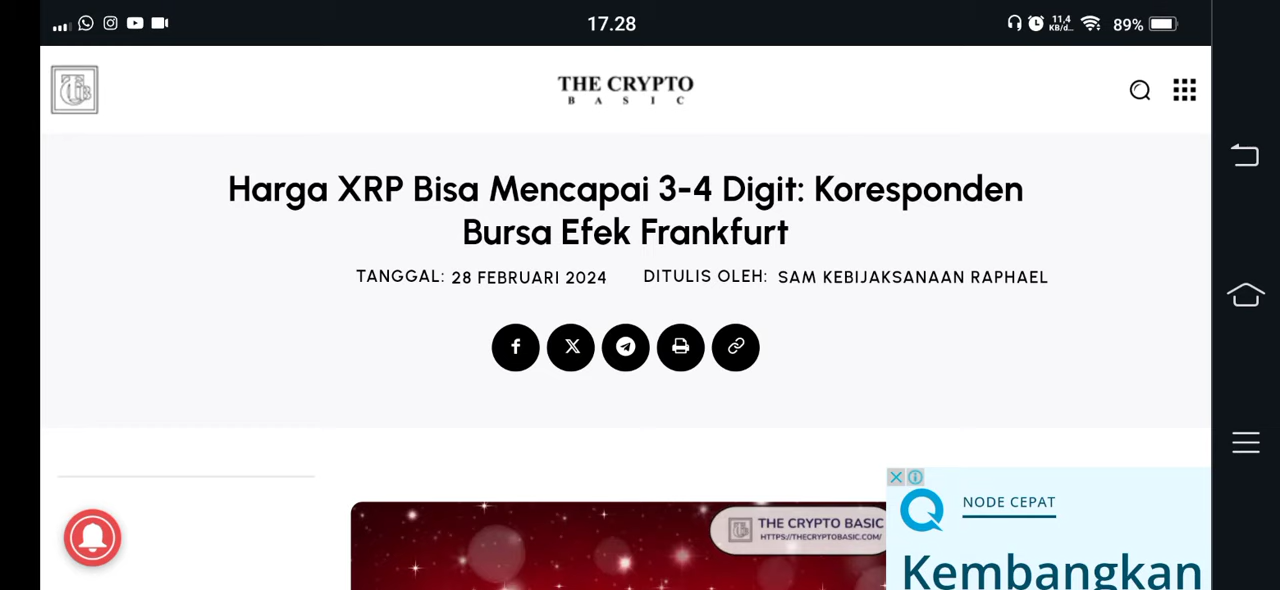 17.28
11,4
KB/d...
89%
THE CRYPTO
BASIC
Harga XRP Bisa Mencapai 3-4 Digit: Koresponden
Bursa Efek Frankfurt
TANGGAL: 28 FEBRUARI 2024 DITULIS OLEH: SAM KEBIJAKSANAAN RAPHAEL
THE CRYPTO BASIC
HTTPS://THECRYPTOBASIC.COM/
NODE CEPAT
Kembangkan